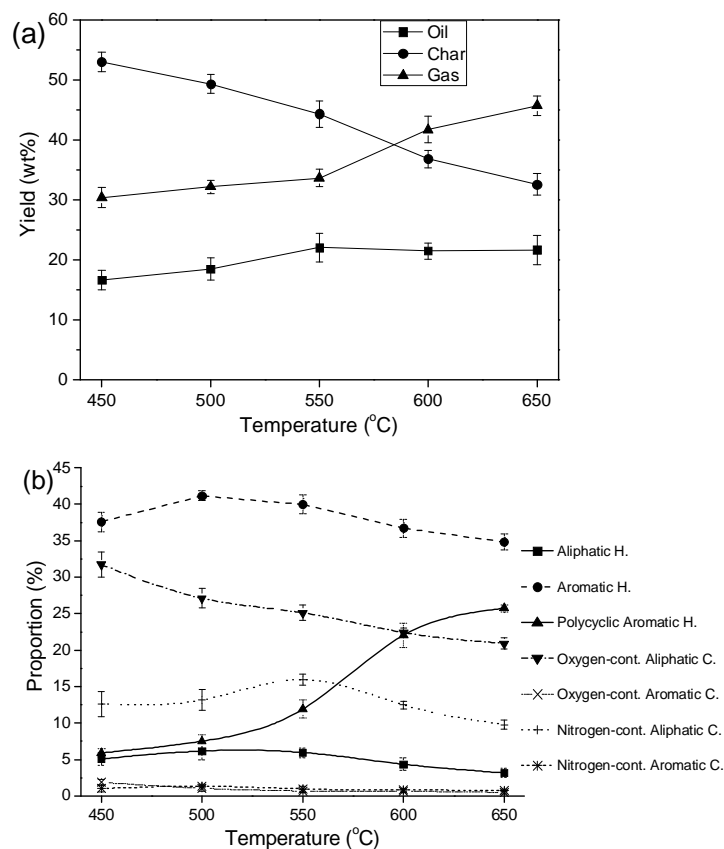 (a)
Oil
Char
Gas
60
50
40
30
20
10
0
Yield (wt%)
450 500 550 600 650
Temperature (°C)
(b)
45
40
35
30
25
20
15
10
5
0
Proportion (%)
450 500 550 600 650
Temperature (°C)
Aliphatic H.
Aromatic H.
Polycyclic Aromatic H.
Oxygen-cont. Aliphatic C.
Oxygen-cont. Aromatic C.
Nitrogen-cont. Aliphatic C.
Nitrogen-cont. Aromatic C.